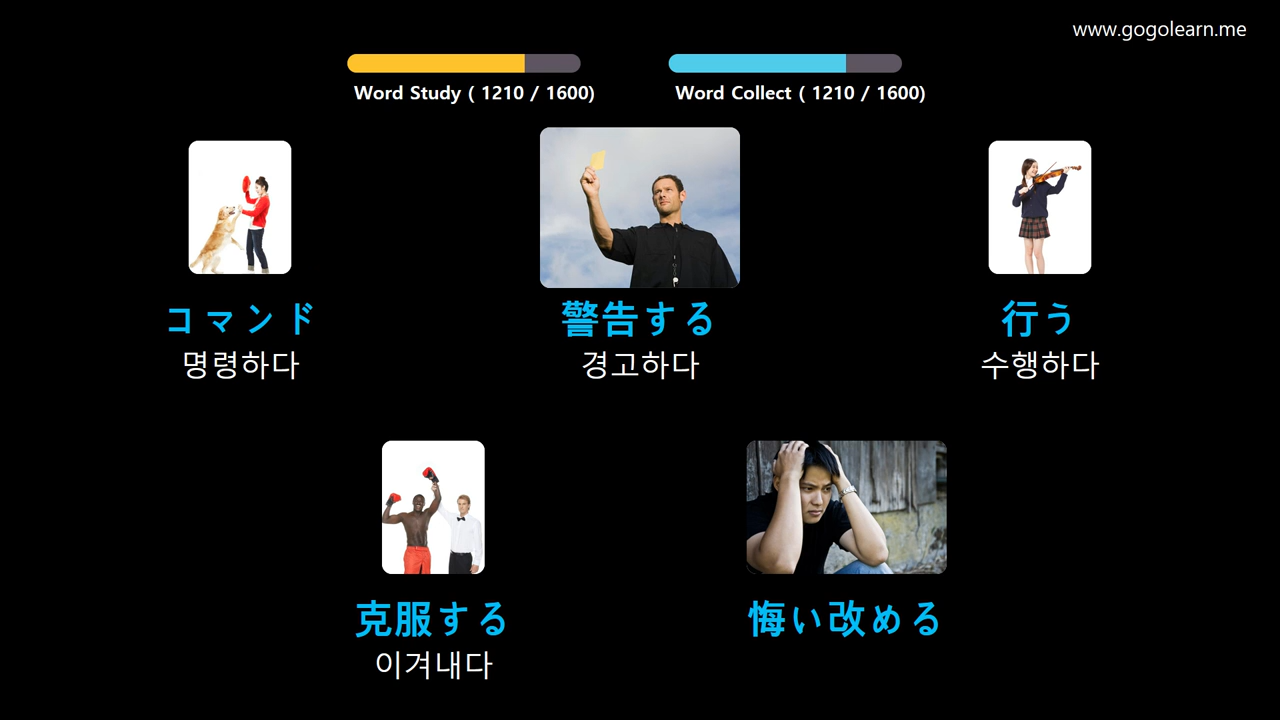 www.gogolearn.me
Word Study ( 1210 / 1600)
Word Collect ( 1210 / 1600)
コマンド
명령하다
警告する
경고하다
行う
수행하다
克服する
이겨내다
悔い改める